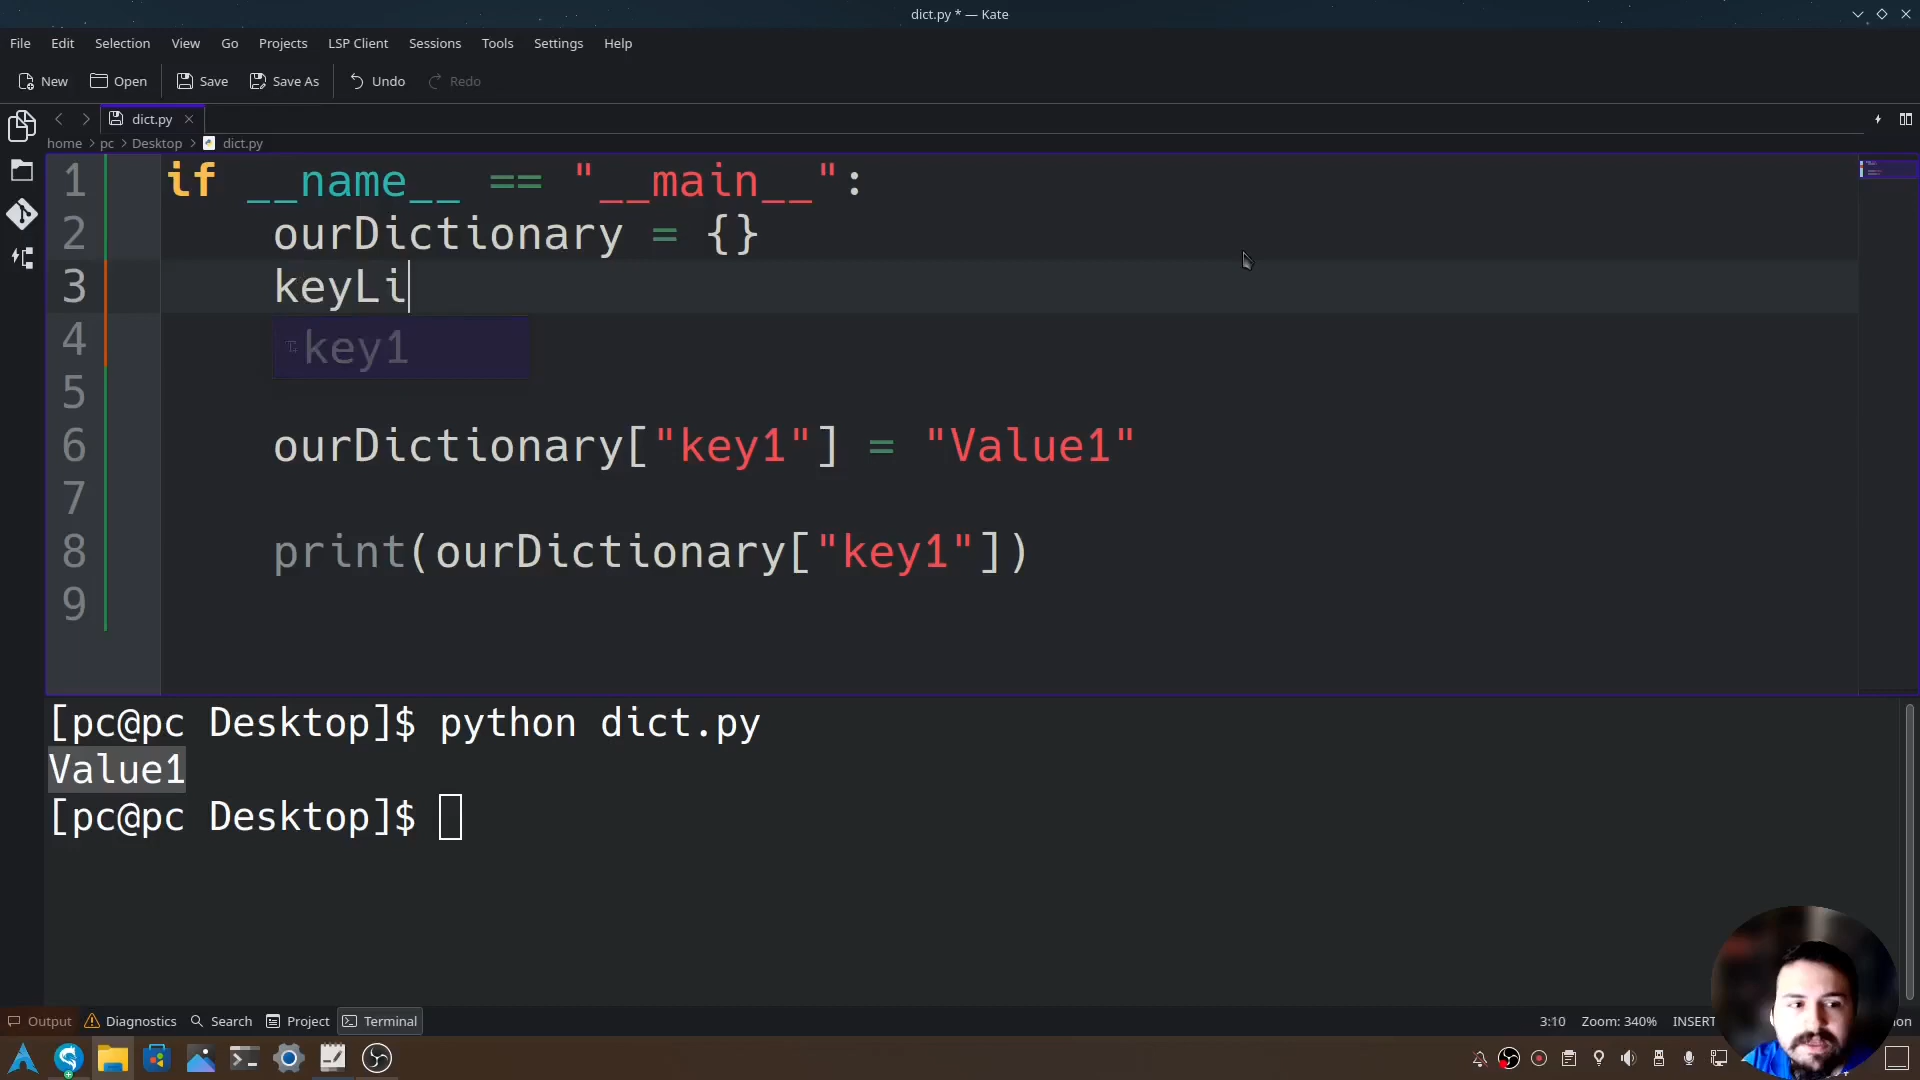 dict.py * — Kate
File Edit Selection View Go Projects LSP Client Sessions Tools Settings Help
New Open Save Save As Undo Redo
dict.py
home > pc > Desktop > dict.py
1 if __name__ == "__main__":
2 ourDictionary = {}
3 keyLi
4 key1
5
6 ourDictionary["key1"] = "Value1"
7
8 print(ourDictionary["key1"])
9
[pc@pc Desktop]$ python dict.py
Value1
[pc@pc Desktop]$
Output Diagnostics Search Project Terminal 3:10 Zoom: 340% INSERT